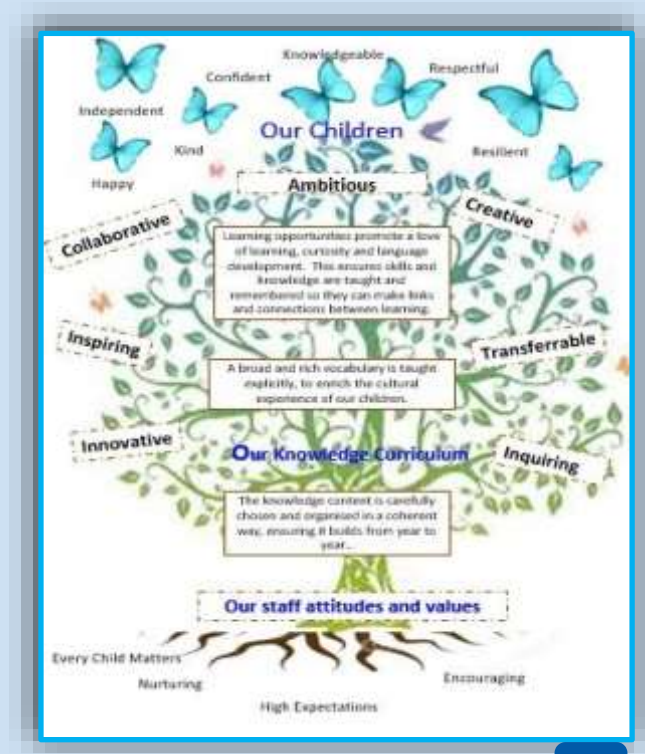 Knowledgeable
Confident
Respectful
Independent
Our Children
Kind
Resilient
Happy
Ambitious
Creative
Collaborative
Learning opportunities promote a love
of learning, curiosity and language
development. This ensures skills and
knowledge are taught and
remembered so they can make links
and connections between learning.
Inspiring
Transferrable
A broad and rich vocabulary is taught
explicitly, to enrich the cultural
experience of our children.
Innovative
Our Knowledge Curriculum
Inquiring
The knowledge content is carefully
chosen and organised in a coherent
way, ensuring it builds from year to
year...
Our staff attitudes and values
Every Child Matters
Nurturing
Encouraging
High Expectations